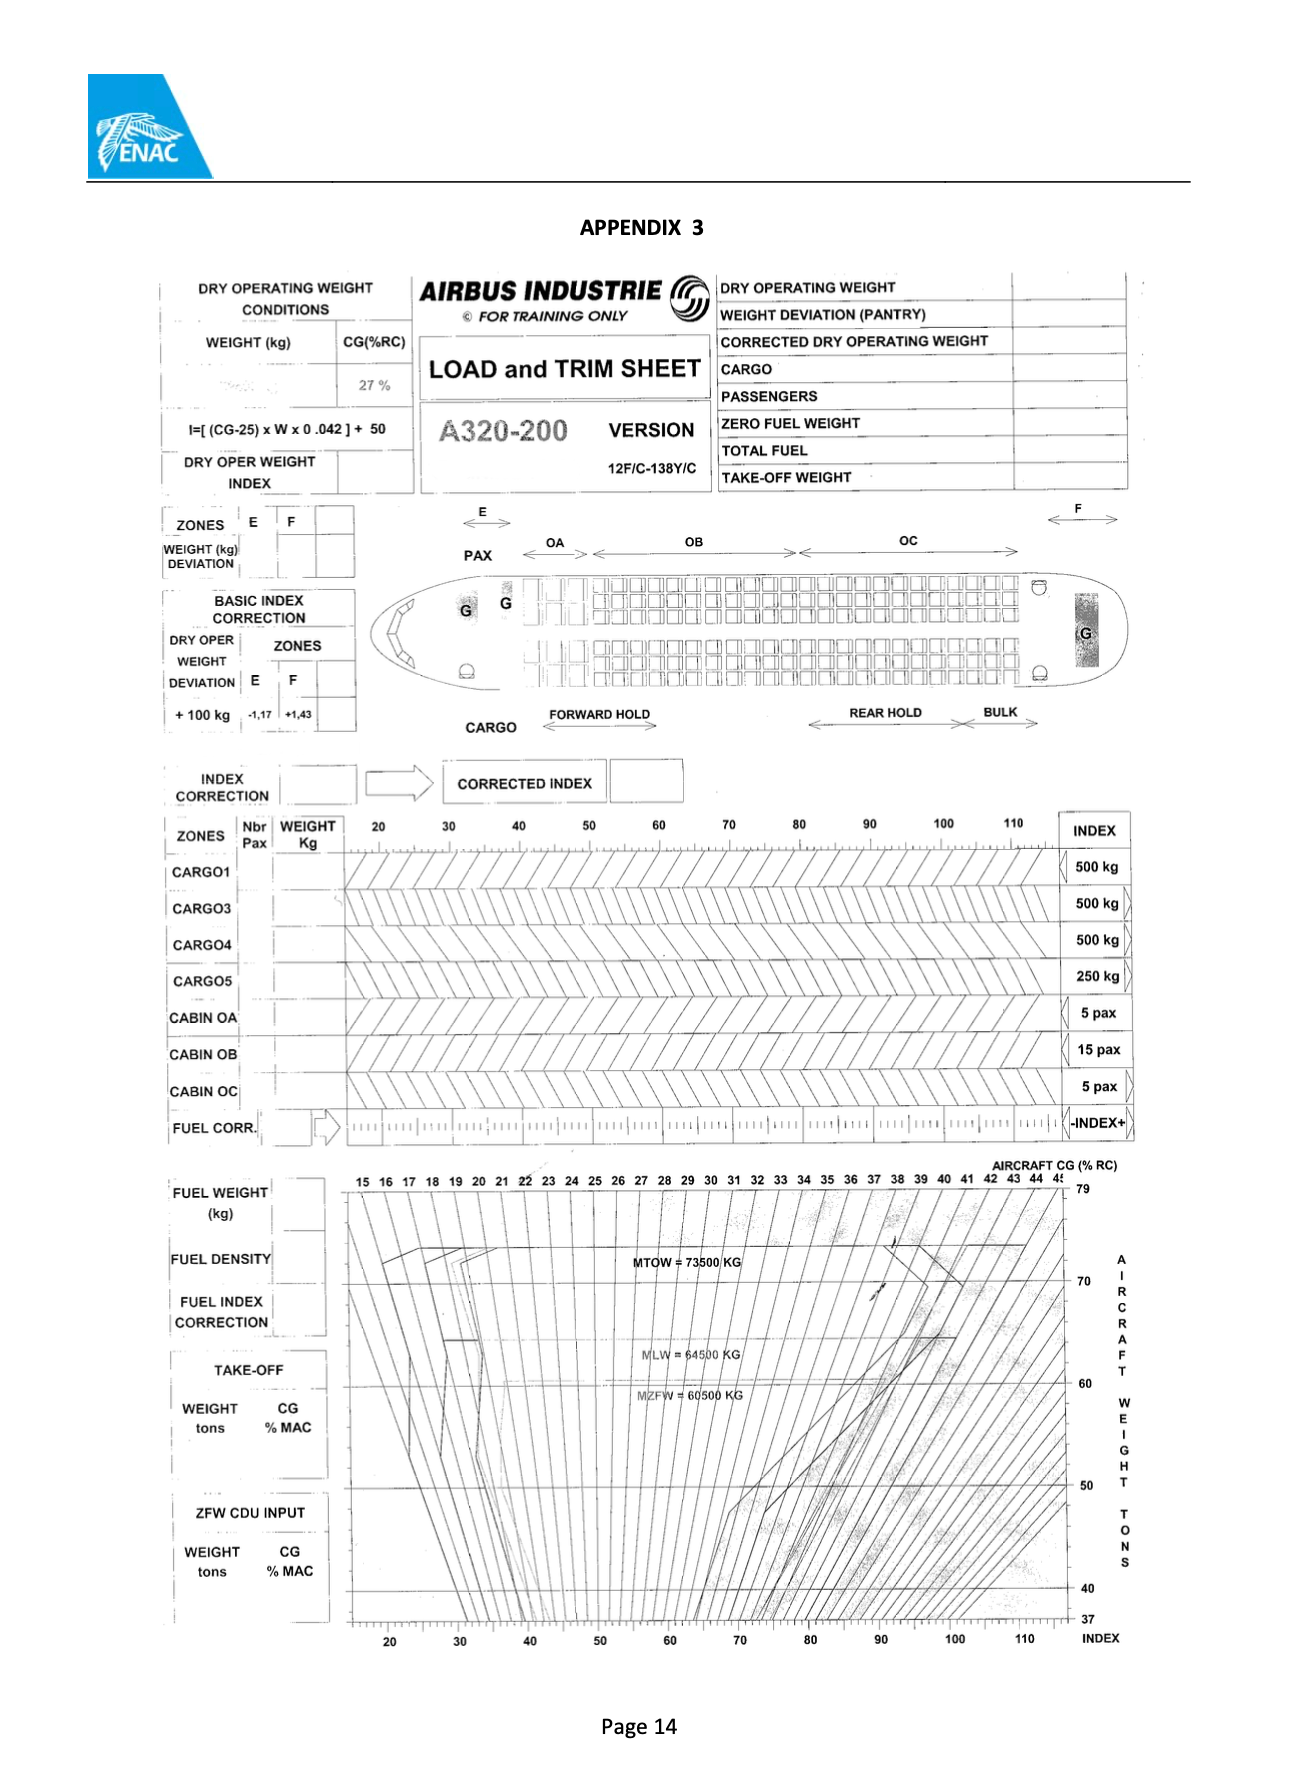 ENAC
APPENDIX 3
DRY OPERATING WEIGHT
CONDITIONS
WEIGHT (kg) CG(%RC)
27 %
I=[ (CG-25) x W x 0 .042 ] + 50
DRY OPER WEIGHT
INDEX
AIRBUS INDUSTRIE
© FOR TRAINING ONLY
LOAD and TRIM SHEET
A320-200 VERSION
12F/C-138Y/C
DRY OPERATING WEIGHT
WEIGHT DEVIATION (PANTRY)
CORRECTED DRY OPERATING WEIGHT
CARGO
PASSENGERS
ZERO FUEL WEIGHT
TOTAL FUEL
TAKE-OFF WEIGHT
ZONES E F
WEIGHT (kg)
DEVIATION
BASIC INDEX
CORRECTION
DRY OPER
WEIGHT
DEVIATION
ZONES
E F
+ 100 kg -1,17 +1,43
E
F
PAX
OA OB OC
G
G
G
CARGO
FORWARD HOLD
REAR HOLD
BULK
INDEX
CORRECTION
CORRECTED INDEX
ZONES Nbr Pax WEIGHT Kg 20 30 40 50 60 70 80 90 100 110 INDEX
CARGO1 500 kg
CARGO3 500 kg
CARGO4 500 kg
CARGO5 250 kg
CABIN OA 5 pax
CABIN OB 15 pax
CABIN OC 5 pax
FUEL CORR. -INDEX+
AIRCRAFT CG (% RC)
15 16 17 18 19 20 21 22 23 24 25 26 27 28 29 30 31 32 33 34 35 36 37 38 39 40 41 42 43 44
79
70
60
50
40
37
MTOW = 73500 KG
MLW = 64500 KG
MZFW = 60500 KG
AIRCRAFT WEIGHT TONS
20 30 40 50 60 70 80 90 100 110 INDEX
FUEL WEIGHT
(kg)
FUEL DENSITY
FUEL INDEX
CORRECTION
TAKE-OFF
WEIGHT CG
tons % MAC
ZFW CDU INPUT
WEIGHT CG
tons % MAC
Page 14